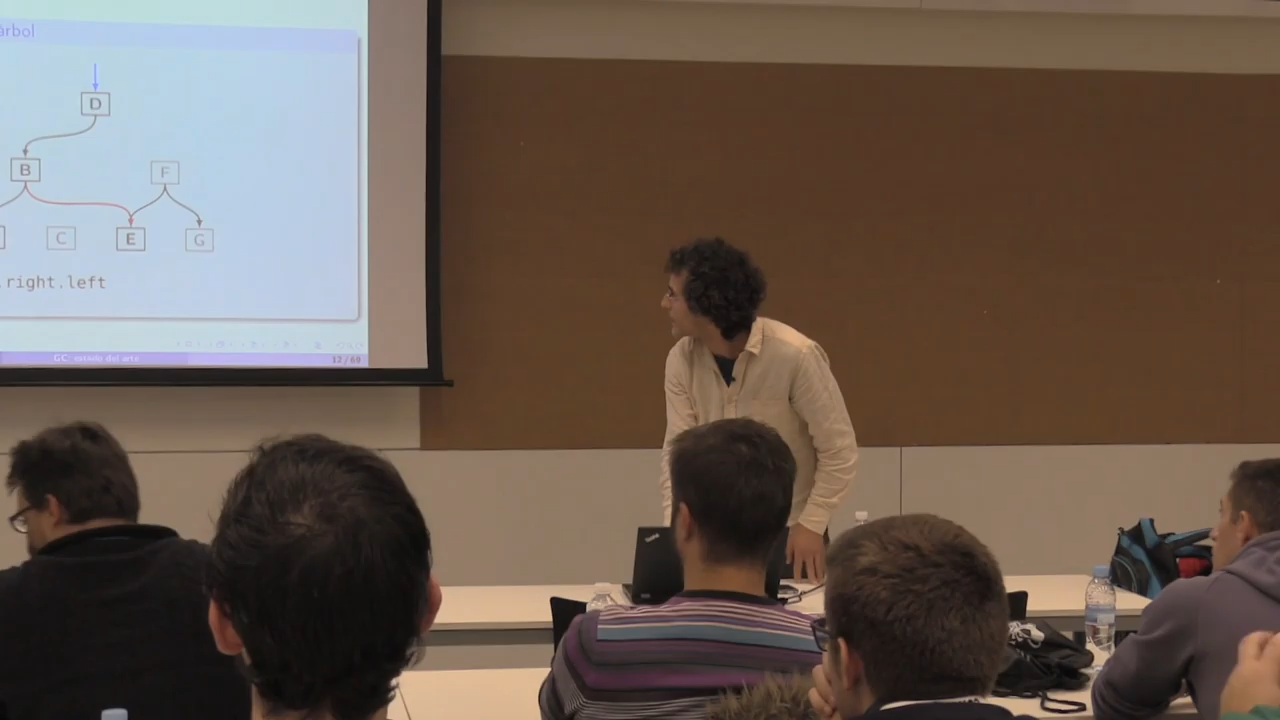 árbol
D
B
F
C
E
G
.right.left
GC: estado del arte
12 / 69